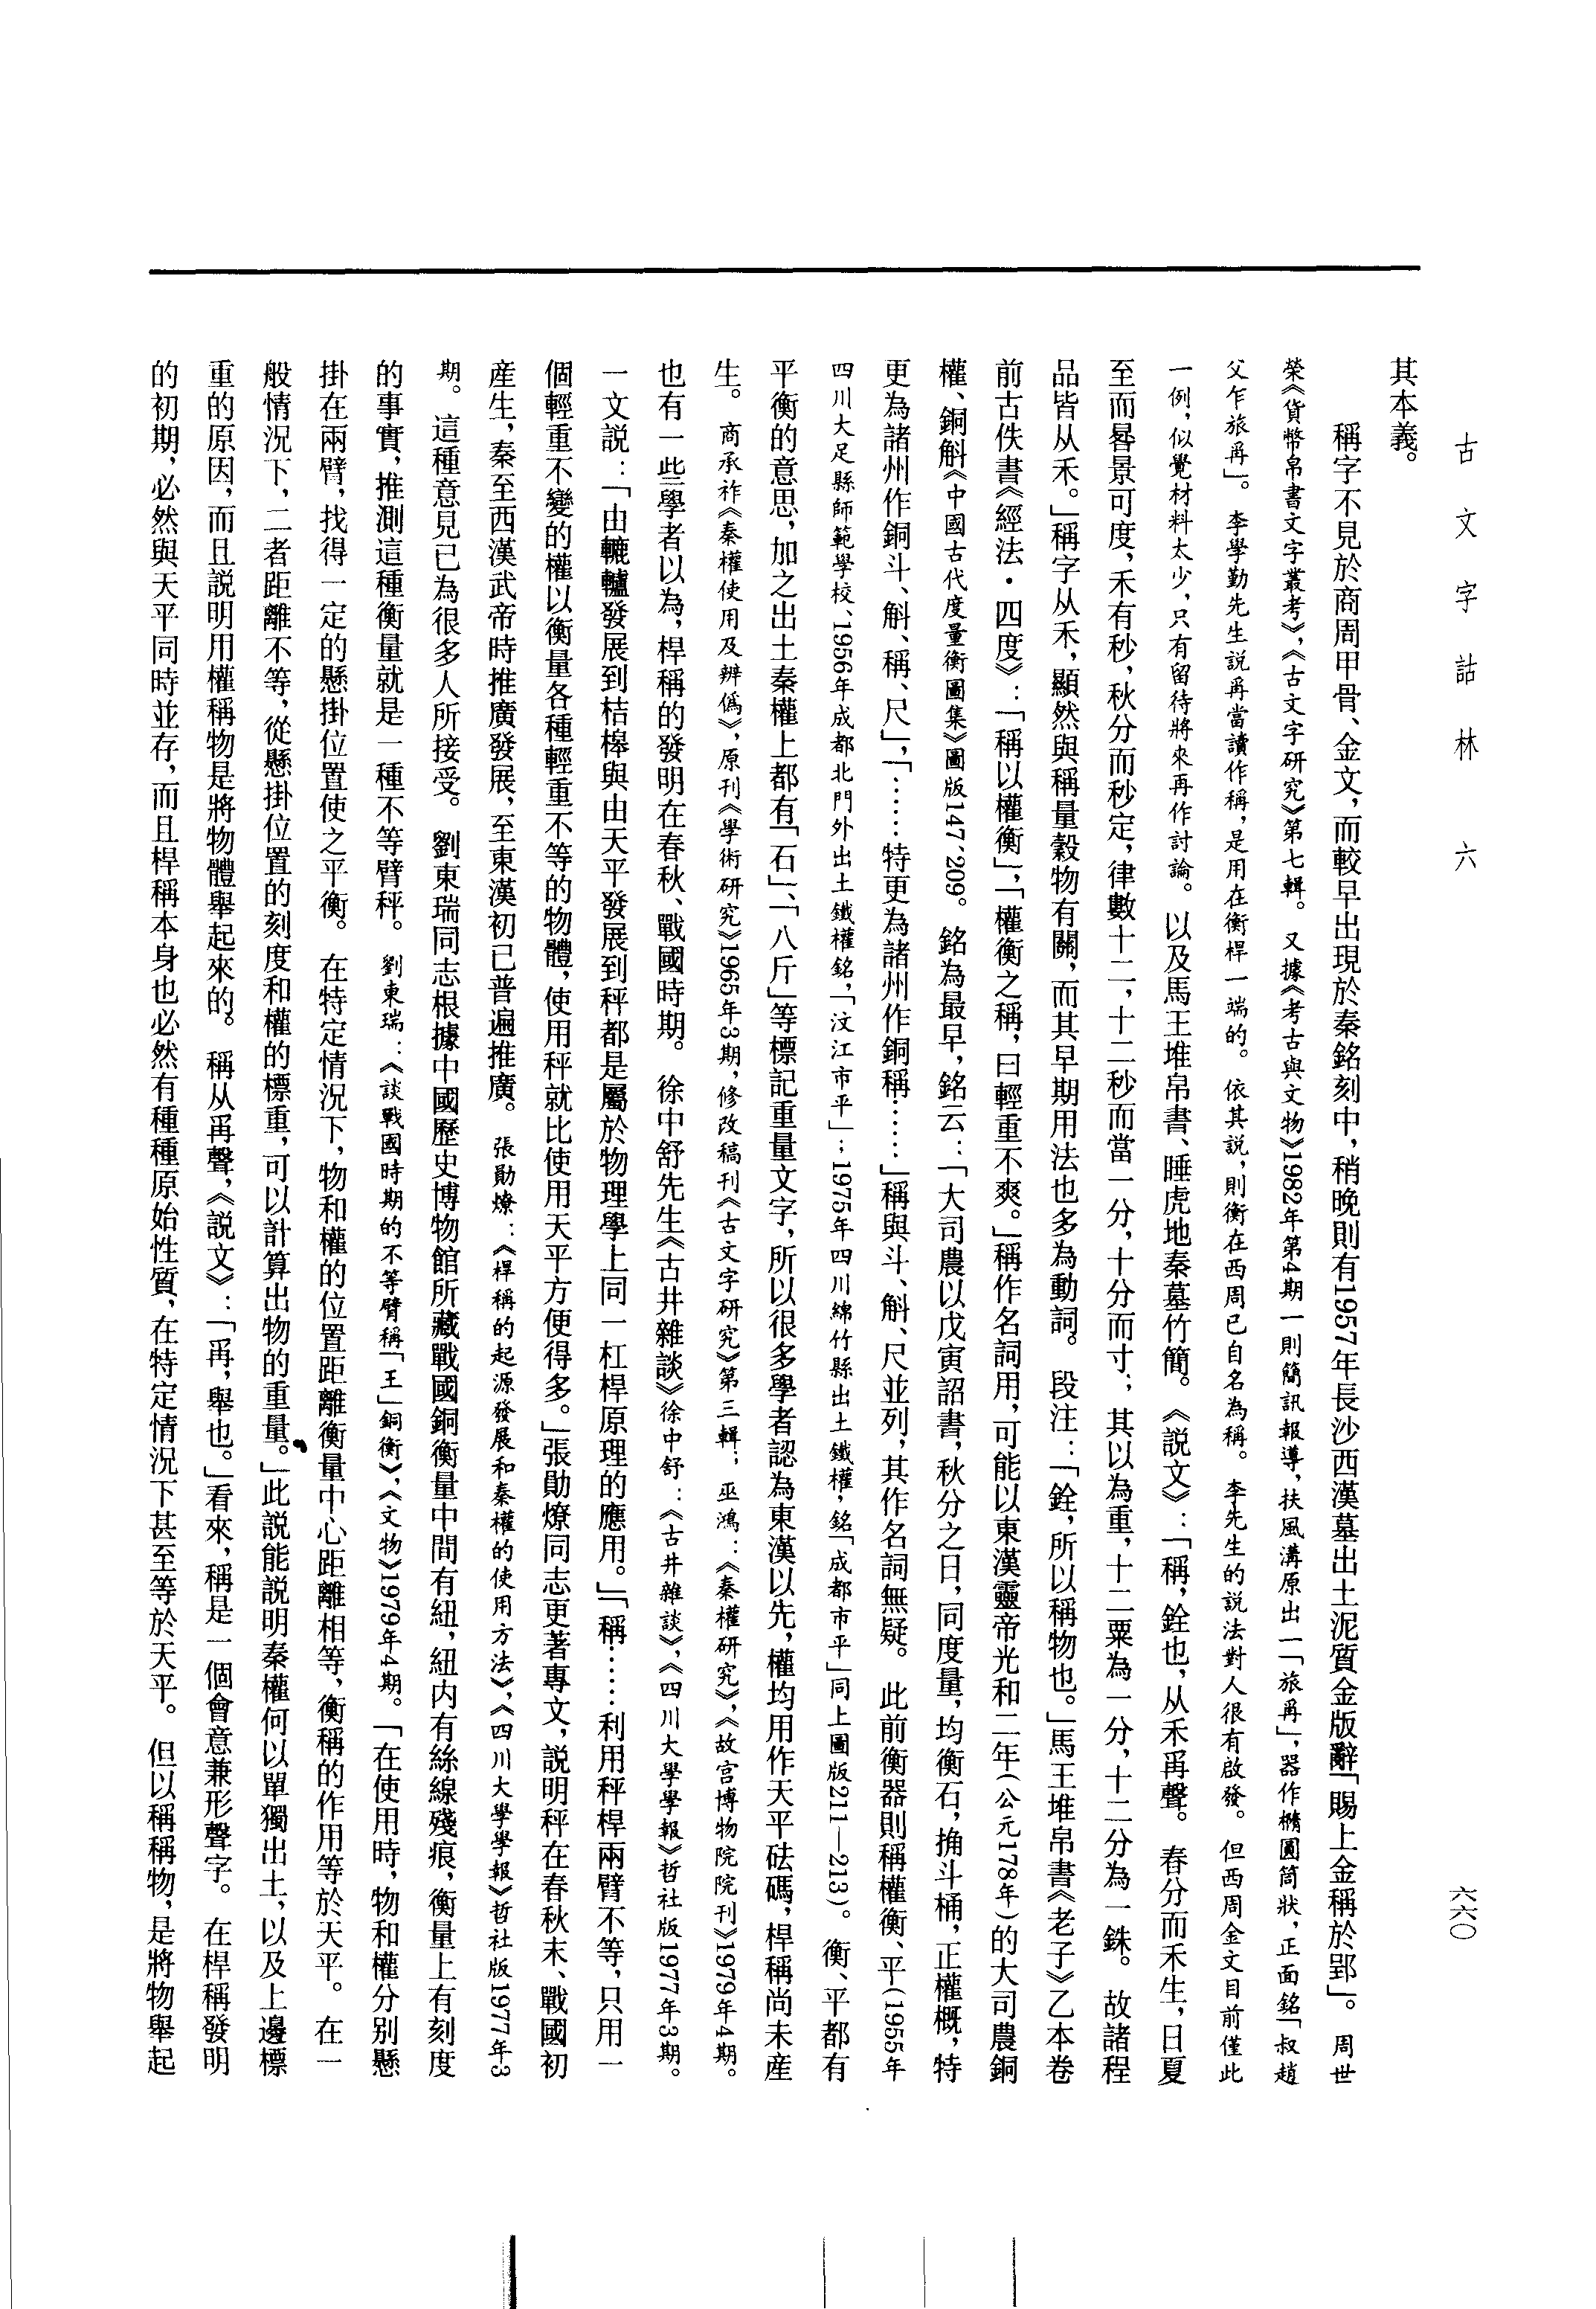 古文字詁林 六
六六〇
其本義。
稱字不見於商周甲骨、金文，而較早出現於秦銘刻中，稍晚則有1957年長沙西漢墓出土泥質金版辭「賜上金稱於郢」。周世
榮《貨幣帛書文字叢考》，《古文字研究》第七輯。又據《考古與文物》1982年第4期一則簡訊報導，扶風溝原出一「旅爯」，器作橢圓筒狀，正面銘「叔趙
父乍旅爯」。李學勤先生説爯當讀作稱，是用在衡桿一端的。依其説，則衡在西周已自名為稱。李先生的説法對人很有啟發。但西周金文目前僅此
一例，似覺材料太少，只有留待將來再作討論。以及馬王堆帛書、睡虎地秦墓竹簡。《説文》：「稱，銓也，从禾爯聲。春分而禾生，日夏
至而晷景可度，禾有秒，秋分而秒定，律數十二，十二秒而當一分，十分而寸；其以為重，十二粟為一分，十二分為一銖。故諸程
品皆从禾。」稱字从禾，顯然與稱量穀物有關，而其早期用法也多為動詞。段注：「銓，所以稱物也。」馬王堆帛書《老子》乙本卷
前古佚書《經法·四度》：「稱以權衡」，「權衡之稱，曰輕重不爽。」稱作名詞用，可能以東漢靈帝光和二年（公元178年）的大司農銅
權、銅斛《中國古代度量衡圖集》圖版147、209。銘為最早，銘云：「大司農以戊寅詔書，秋分之日，同度量，均衡石，捔斗桶，正權概，特
更為諸州作銅斗、斛、稱、尺」，「……特更為諸州作銅稱……」稱與斗、斛、尺並列，其作名詞無疑。此前衡器則稱權衡、平（1955年
四川大足縣師範學校、1956年成都北門外出土鐵權銘，「汶江市平」；1975年四川綿竹縣出土鐵權，銘「成都市平」同上圖版211—213）。衡、平都有
平衡的意思，加之出土秦權上都有「石」、「八斤」等標記重量文字，所以很多學者認為東漢以先，權均用作天平砝碼，桿稱尚未産
生。商承祚《秦權使用及辨僞》，原刊《學術研究》1965年3期，修改稿刊《古文字研究》第三輯；巫鴻：《秦權研究》，《故宫博物院院刊》1979年4期。
也有一些學者以為，桿稱的發明在春秋、戰國時期。徐中舒先生《古井雜談》徐中舒：《古井雜談》，《四川大學學報》哲社版1977年3期。
一文説：「由轆轤發展到桔槔與由天平發展到秤都是屬於物理學上同一杠桿原理的應用。」「稱……利用秤桿兩臂不等，只用一
個輕重不變的權以衡量各種輕重不等的物體，使用秤就比使用天平方便得多。」張勛燎同志更著專文，説明秤在春秋末、戰國初
産生，秦至西漢武帝時推廣發展，至東漢初已普遍推廣。張勛燎：《桿稱的起源發展和秦權的使用方法》，《四川大學學報》哲社版1977年3
期。這種意見已為很多人所接受。劉東瑞同志根據中國歷史博物館所藏戰國銅衡量中間有紐，紐内有絲線殘痕，衡量上有刻度
的事實，推測這種衡量就是一種不等臂秤。劉東瑞：《談戰國時期的不等臂稱「王」銅衡》，《文物》1979年4期。「在使用時，物和權分别懸
掛在兩臂，找得一定的懸掛位置使之平衡。在特定情況下，物和權的位置距離衡量中心距離相等，衡稱的作用等於天平。在一
般情況下，二者距離不等，從懸掛位置的刻度和權的標重，可以計算出物的重量。」此説能説明秦權何以單獨出土，以及上邊標
重的原因，而且説明用權稱物是將物體舉起來的。稱从爯聲，《説文》：「爯，舉也。」看來，稱是一個會意兼形聲字。在桿稱發明
的初期，必然與天平同時並存，而且桿稱本身也必然有種種原始性質，在特定情況下甚至等於天平。但以稱稱物，是將物舉起